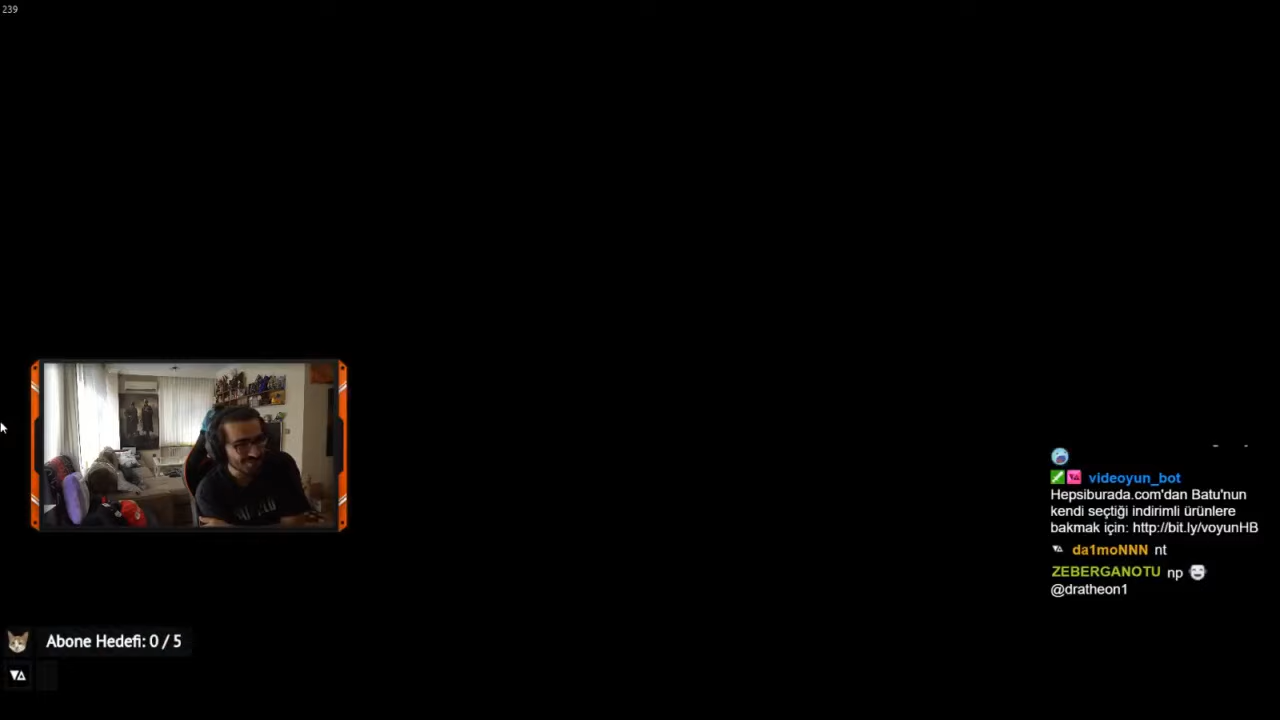 239
videoyun_bot
Hepsiburada.com'dan Batu'nun
kendi seçtiği indirimli ürünlere
bakmak için: http://bit.ly/voyunHB
da1moNNN nt
ZEBERGANOTU np
@dratheon1
Abone Hedefi: 0 / 5